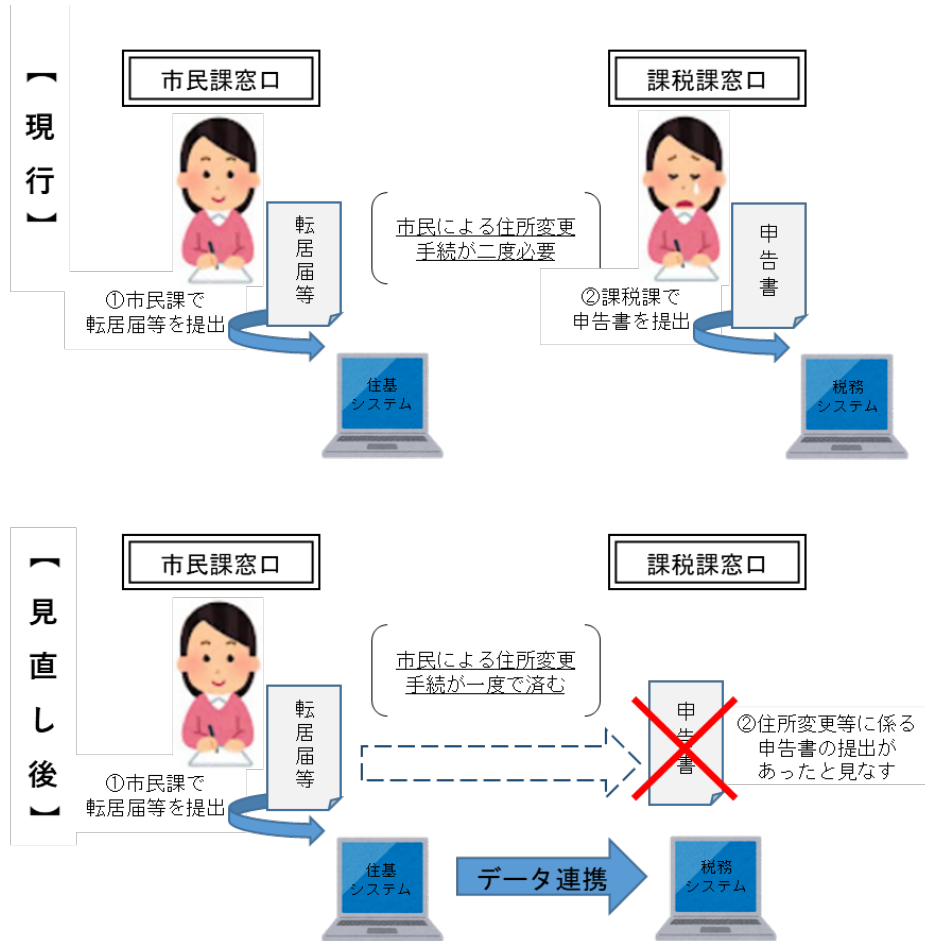 【現行】
市民課窓口
課税課窓口
転居届等
市民による住所変更
手続が二度必要
申告書
①市民課で
転居届等を提出
②課税課で
申告書を提出
住基
システム
税務
システム
【見直し後】
市民課窓口
課税課窓口
転居届等
市民による住所変更
手続が一度で済む
申告書
②住所変更等に係る
申告書の提出が
あったと見なす
①市民課で
転居届等を提出
住基
システム
データ連携
税務
システム